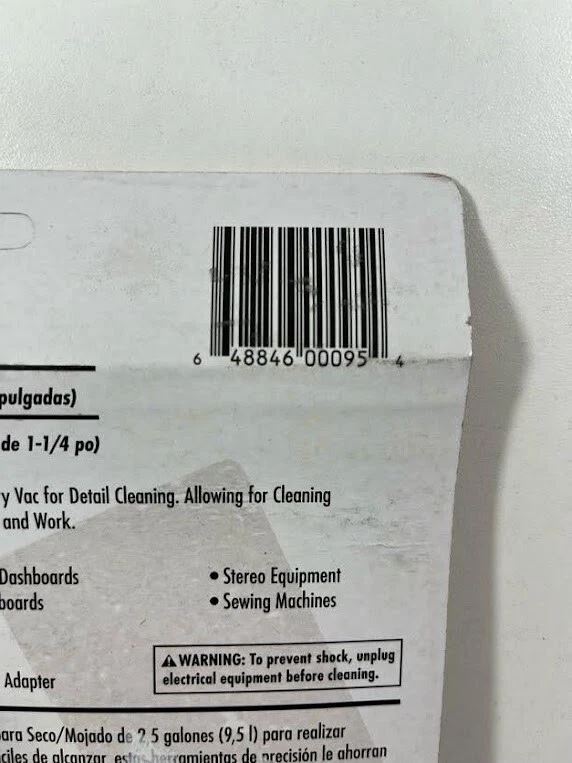 6 48846 00095 4
pulgadas)
de 1-1/4 po)
y Vac for Detail Cleaning. Allowing for Cleaning
and Work.
Dashboards
boards
• Stereo Equipment
• Sewing Machines
Adapter
⚠ WARNING: To prevent shock, unplug
electrical equipment before cleaning.
ara Seco/Mojado de 2,5 galones (9,5 l) para realizar
ciles de alcanzar, estas herramientas de precisión le ahorran